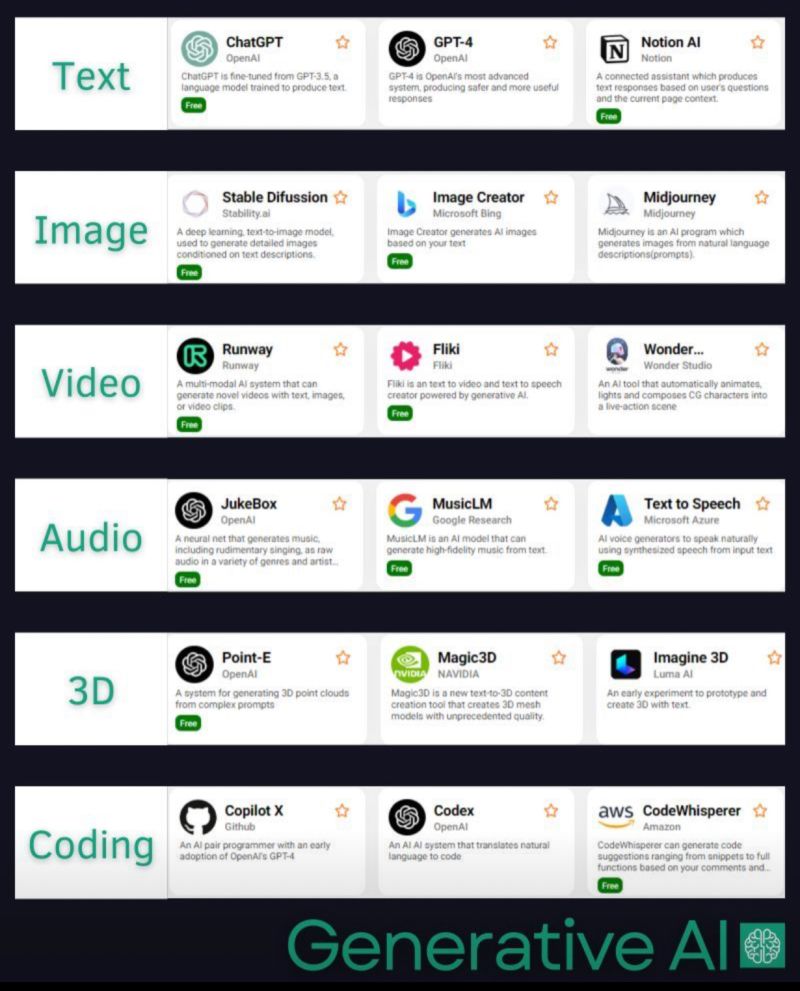 Text
ChatGPT
OpenAI
ChatGPT is fine-tuned from GPT-3.5, a
language model trained to produce text.
Free
GPT-4
OpenAI
GPT-4 is OpenAI's most advanced
system, producing safer and more useful
responses
Notion AI
Notion
A connected assistant which produces
text responses based on user's questions
and the current page context.
Free
Image
Stable Difussion
Stability.ai
A deep learning, text-to-image model,
used to generate detailed images
conditioned on text descriptions.
Free
Image Creator
Microsoft Bing
Image Creator generates AI images
based on your text
Free
Midjourney
Midjourney
Midjourney is an AI program which
generates images from natural language
descriptions(prompts).
Video
Runway
Runway
A multi-modal AI system that can
generate novel videos with text, images,
or video clips.
Free
Fliki
Fliki
Fliki is an text to video and text to speech
creator powered by generative AI.
Free
wonder
Wonder...
Wonder Studio
An AI tool that automatically animates,
lights and composes CG characters into
a live-action scene
Audio
JukeBox
OpenAI
A neural net that generates music,
including rudimentary singing, as raw
audio in a variety of genres and artist...
Free
MusicLM
Google Research
MusicLM is an AI model that can
generate high-fidelity music from text.
Free
Text to Speech
Microsoft Azure
AI voice generators to speak naturally
using synthesized speech from input text
Free
3D
Point-E
OpenAI
A system for generating 3D point clouds
from complex prompts
Free
NVIDIA
Magic3D
NAVIDIA
Magic3D is a new text-to-3D content
creation tool that creates 3D mesh
models with unprecedented quality.
Imagine 3D
Luma AI
An early experiment to prototype and
create 3D with text.
Coding
Copilot X
Github
An AI pair programmer with an early
adoption of OpenAI's GPT-4
Codex
OpenAI
An AI AI system that translates natural
language to code
aws
CodeWhisperer
Amazon
CodeWhisperer can generate code
suggestions ranging from snippets to full
functions based on your comments and...
Free
Generative AI